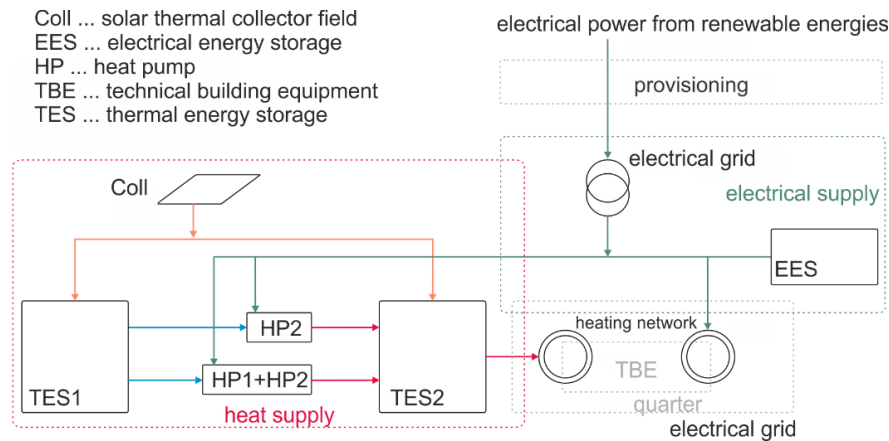 Coll ... solar thermal collector field
EES ... electrical energy storage
HP ... heat pump
TBE ... technical building equipment
TES ... thermal energy storage
electrical power from renewable energies
provisioning
electrical grid
electrical supply
Coll
EES
HP2
heating network
TES1
HP1+HP2
TES2
TBE
heat supply
quarter
electrical grid